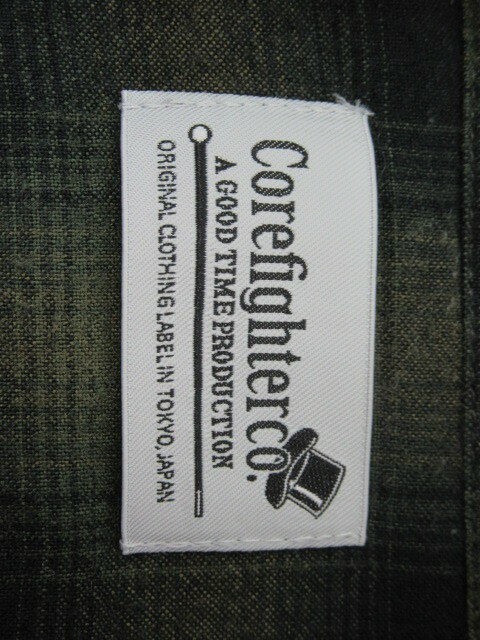 Corefighterco.
A GOOD TIME PRODUCTION
ORIGINAL CLOTHING LABEL IN TOKYO, JAPAN